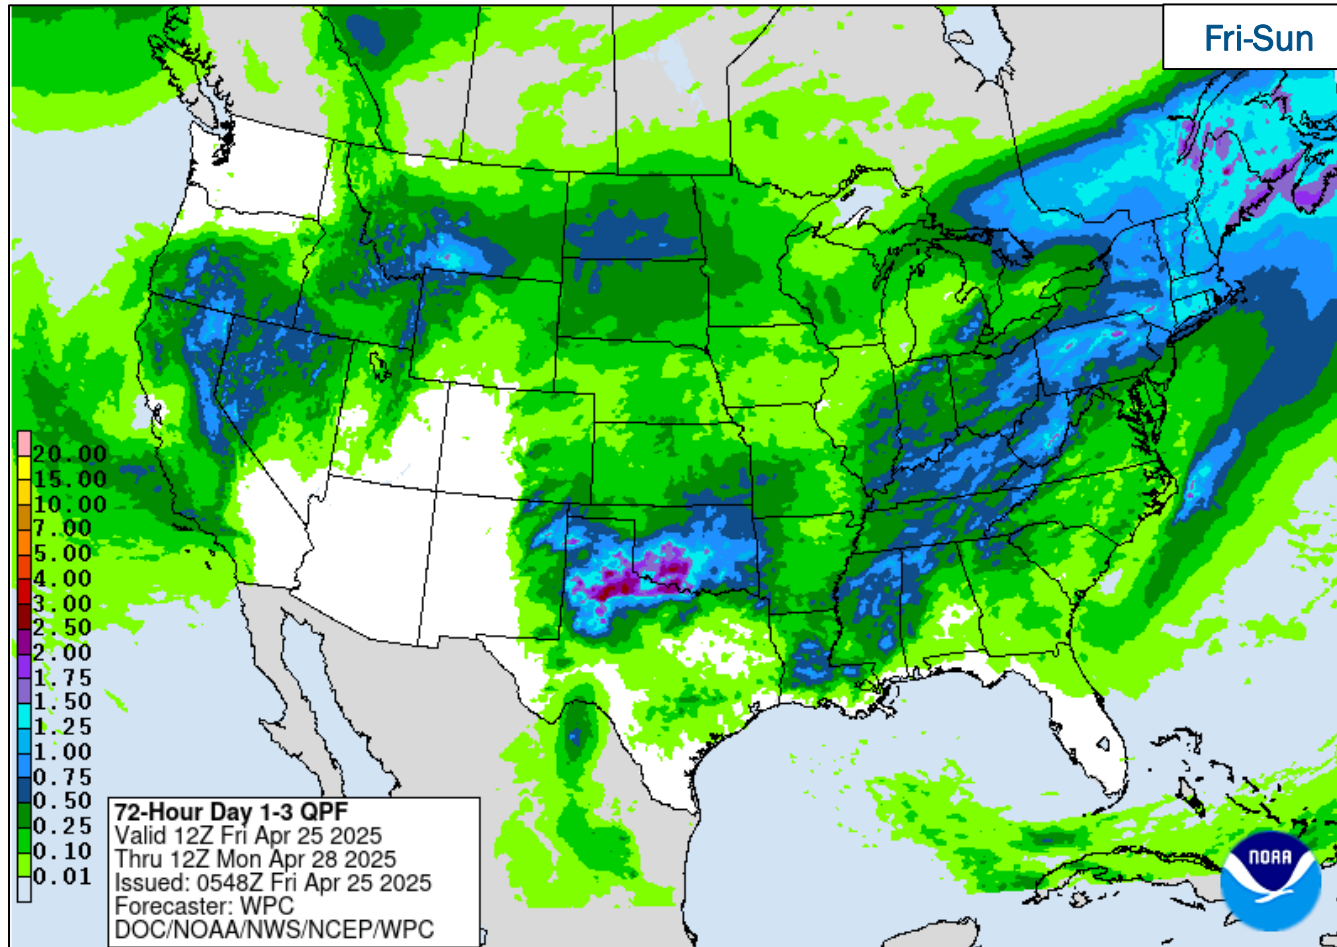 Fri-Sun
20.00
15.00
10.00
7.00
5.00
4.00
3.00
2.50
2.00
1.75
1.50
1.25
1.00
0.75
0.50
0.25
0.10
0.01
72-Hour Day 1-3 QPF
Valid 12Z Fri Apr 25 2025
Thru 12Z Mon Apr 28 2025
Issued: 0548Z Fri Apr 25 2025
Forecaster: WPC
DOC/NOAA/NWS/NCEP/WPC
NOAA